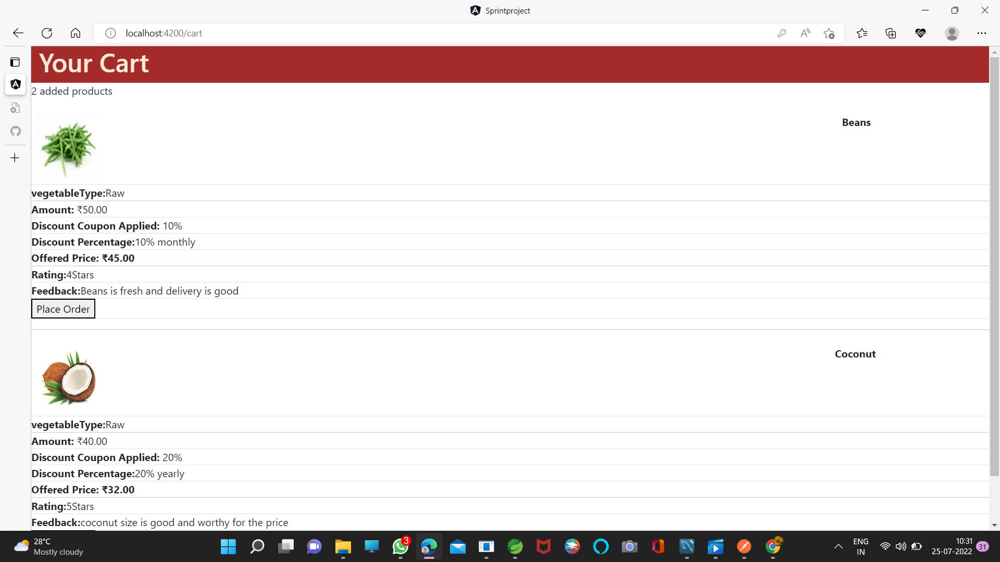 Sprintproject
localhost:4200/cart
Your Cart
2 added products
Beans
vegetableType:Raw
Amount: ₹50.00
Discount Coupon Applied: 10%
Discount Percentage:10% monthly
Offered Price: ₹45.00
Rating:4Stars
Feedback:Beans is fresh and delivery is good
Place Order
Coconut
vegetableType:Raw
Amount: ₹40.00
Discount Coupon Applied: 20%
Discount Percentage:20% yearly
Offered Price: ₹32.00
Rating:5Stars
Feedback:coconut size is good and worthy for the price
28°C
Mostly cloudy
3
ENG
IN
10:31
25-07-2022
31